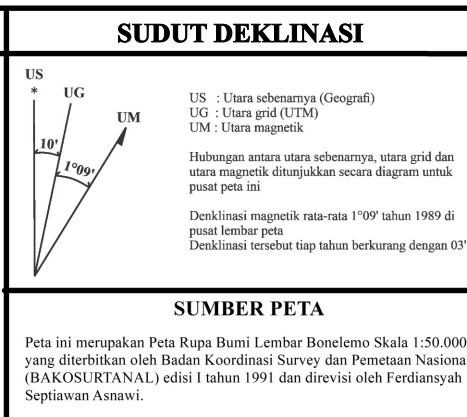 SUDUT DEKLINASI
US
*
UG
UM
10'
1°09'
US : Utara sebenarnya (Geografi)
UG : Utara grid (UTM)
UM : Utara magnetik
Hubungan antara utara sebenarnya, utara grid dan
utara magnetik ditunjukkan secara diagram untuk
pusat peta ini
Denklinasi magnetik rata-rata 1°09' tahun 1989 di
pusat lembar peta
Denklinasi tersebut tiap tahun berkurang dengan 03'
SUMBER PETA
Peta ini merupakan Peta Rupa Bumi Lembar Bonelemo Skala 1:50.000
yang diterbitkan oleh Badan Koordinasi Survey dan Pemetaan Nasiona
(BAKOSURTANAL) edisi I tahun 1991 dan direvisi oleh Ferdiansyah
Septiawan Asnawi.